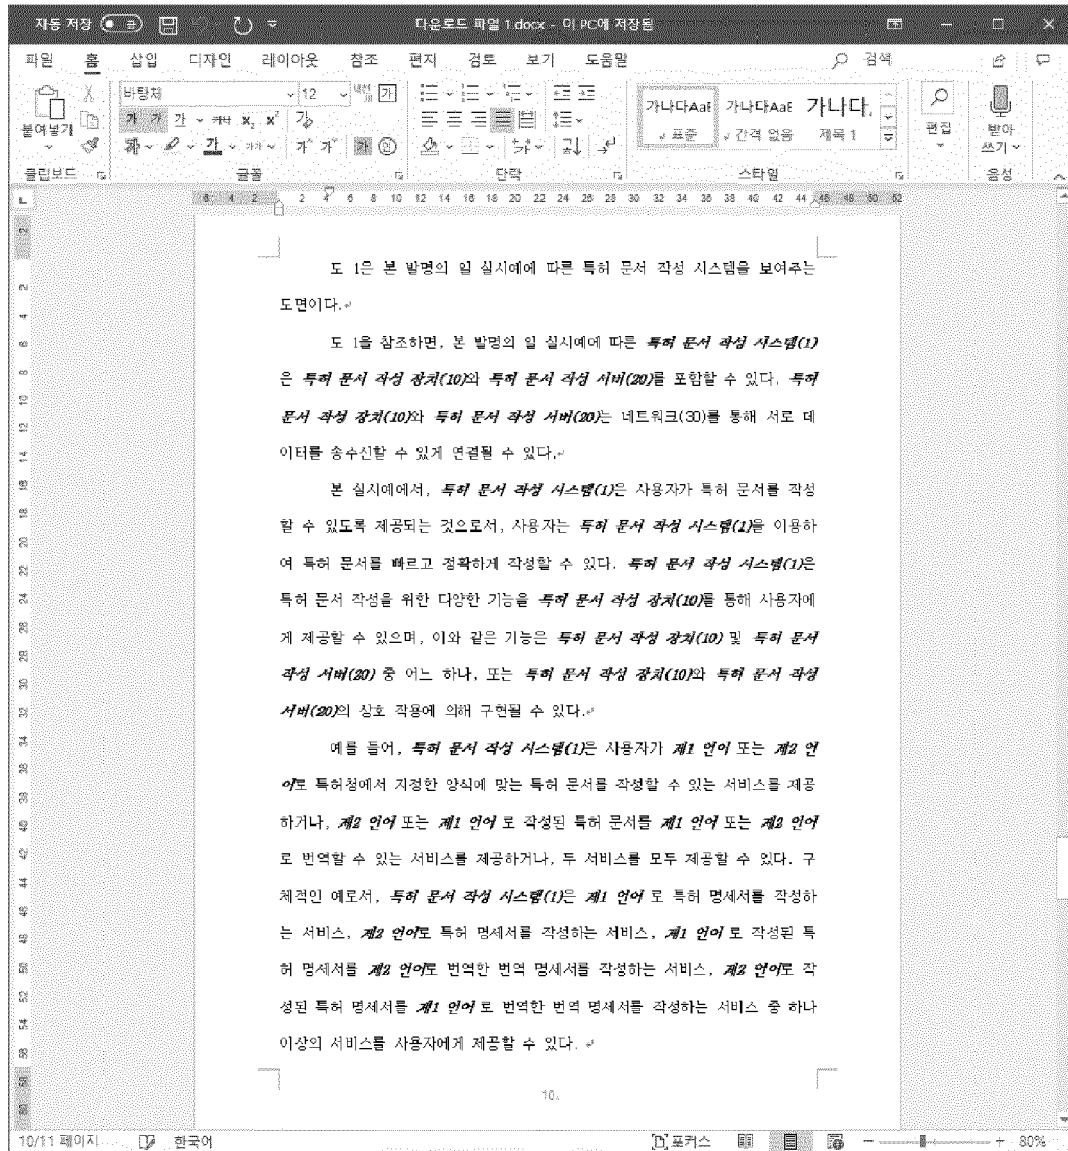 자동 저장
다운로드 파일 1.docx - 이 PC에 저장됨
파일 홈 삽입 디자인 레이아웃 참조 편지 검토 보기 도움말 검색
붙여넣기
바탕체 12
가나다AaB 가나다AaB 가나다.
표준 간격 없음 제목 1
편집
받아쓰기
클립보드 글꼴 단락 스타일 음성
6 4 2 2 4 6 8 10 12 14 16 18 20 22 24 26 28 30 32 34 36 38 40 42 44 46 48 50 52
도 1은 본 발명의 일 실시예에 따른 특허 문서 작성 시스템을 보여주는
도면이다.
도 1을 참조하면, 본 발명의 일 실시예에 따른 특허 문서 작성 시스템(1)
은 특허 문서 작성 장치(10)와 특허 문서 작성 서버(20)를 포함할 수 있다. 특허
문서 작성 장치(10)와 특허 문서 작성 서버(20)는 네트워크(30)를 통해 서로 데
이터를 송수신할 수 있게 연결될 수 있다.
본 실시예에서, 특허 문서 작성 시스템(1)은 사용자가 특허 문서를 작성
할 수 있도록 제공되는 것으로서, 사용자는 특허 문서 작성 시스템(1)을 이용하
여 특허 문서를 빠르고 정확하게 작성할 수 있다. 특허 문서 작성 시스템(1)은
특허 문서 작성을 위한 다양한 기능을 특허 문서 작성 장치(10)를 통해 사용자에
게 제공할 수 있으며, 이와 같은 기능은 특허 문서 작성 장치(10) 및 특허 문서
작성 서버(20) 중 어느 하나, 또는 특허 문서 작성 장치(10)와 특허 문서 작성
서버(20)의 상호 작용에 의해 구현될 수 있다.
예를 들어, 특허 문서 작성 시스템(1)은 사용자가 제1 언어 또는 제2 언
어로 특허청에서 지정한 양식에 맞는 특허 문서를 작성할 수 있는 서비스를 제공
하거나, 제2 언어 또는 제1 언어 로 작성된 특허 문서를 제1 언어 또는 제2 언어
로 번역할 수 있는 서비스를 제공하거나, 두 서비스를 모두 제공할 수 있다. 구
체적인 예로서, 특허 문서 작성 시스템(1)은 제1 언어 로 특허 명세서를 작성하
는 서비스, 제2 언어로 특허 명세서를 작성하는 서비스, 제1 언어 로 작성된 특
허 명세서를 제2 언어로 번역한 번역 명세서를 작성하는 서비스, 제2 언어로 작
성된 특허 명세서를 제1 언어 로 번역한 번역 명세서를 작성하는 서비스 중 하나
이상의 서비스를 사용자에게 제공할 수 있다.
10
10/11 페이지 한국어 포커스 80%